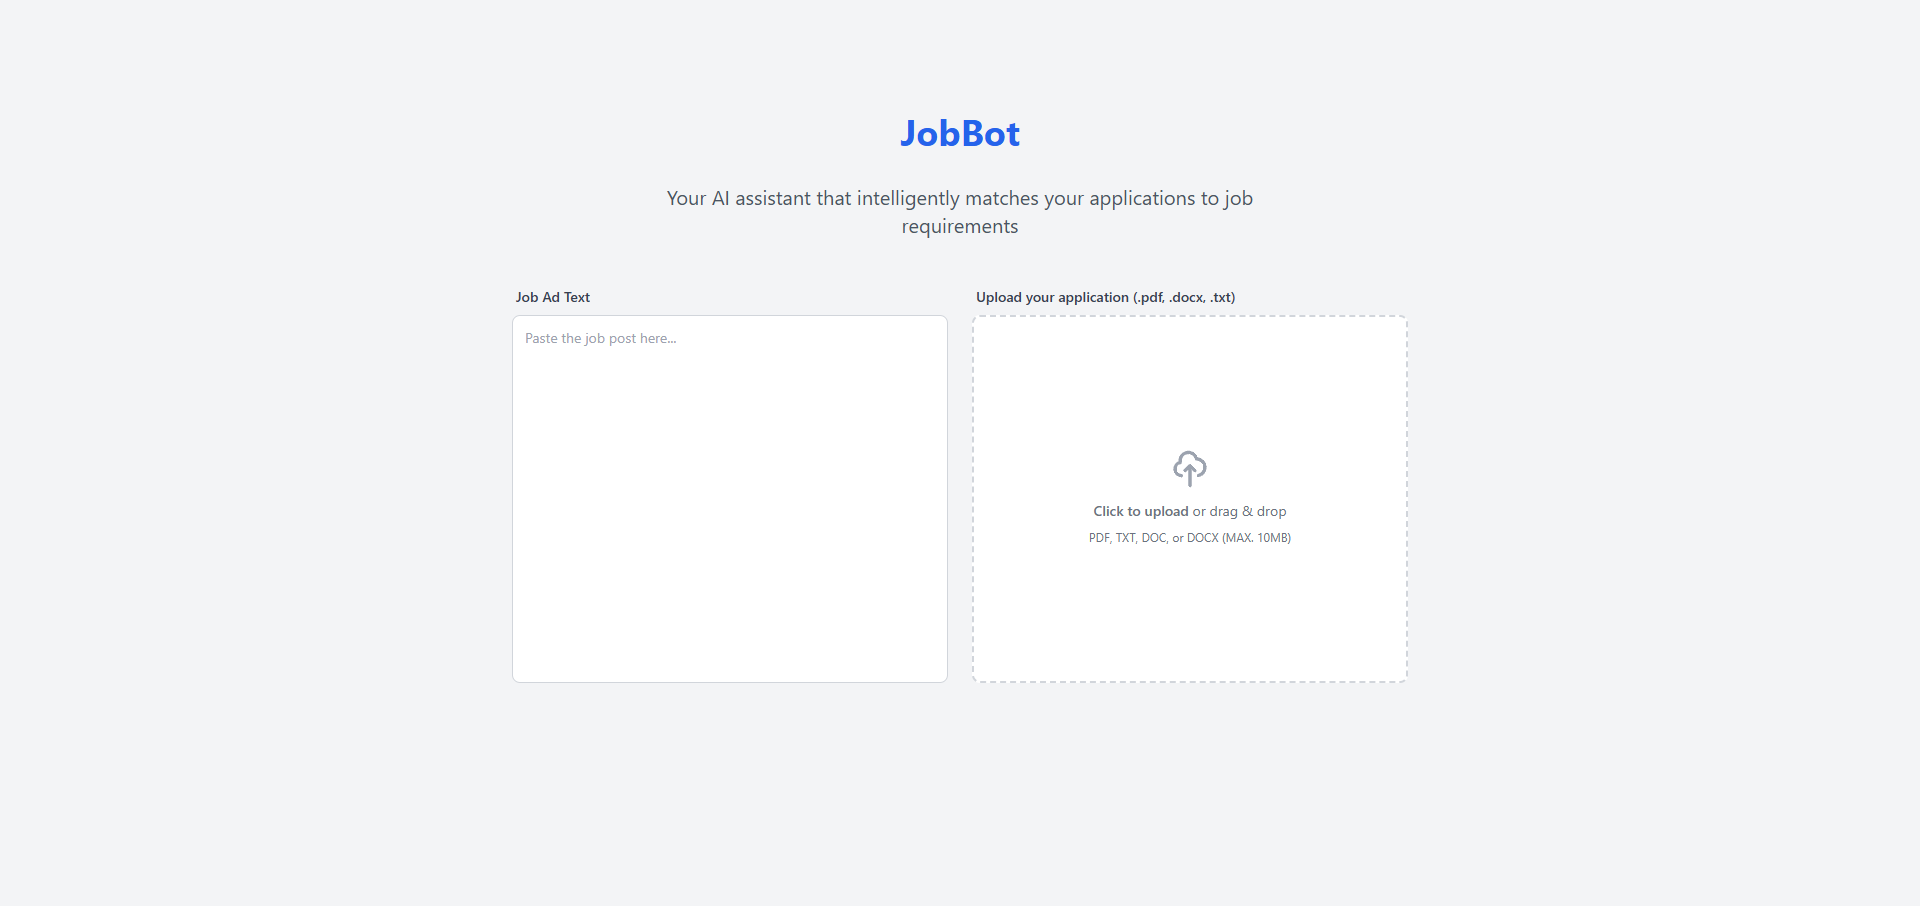 JobBot
Your AI assistant that intelligently matches your applications to job
requirements
Job Ad Text
Paste the job post here...
Upload your application (.pdf, .docx, .txt)
Click to upload or drag & drop
PDF, TXT, DOC, or DOCX (MAX. 10MB)